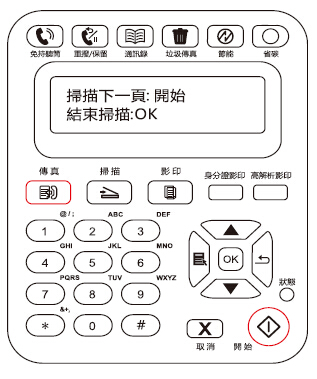 免持聽筒 重撥/保留 通訊錄 垃圾傳真 節能 省碳
掃描下一頁: 開始
結束掃描:OK
傳真 掃描 影印 身分證影印 高解析影印
@/; ABC DEF
1 2 3
GHI JKL MNO
4 5 6 OK
PQRS TUV WXYZ 狀態
7 8 9
&+,
* 0 # X
取消 開始